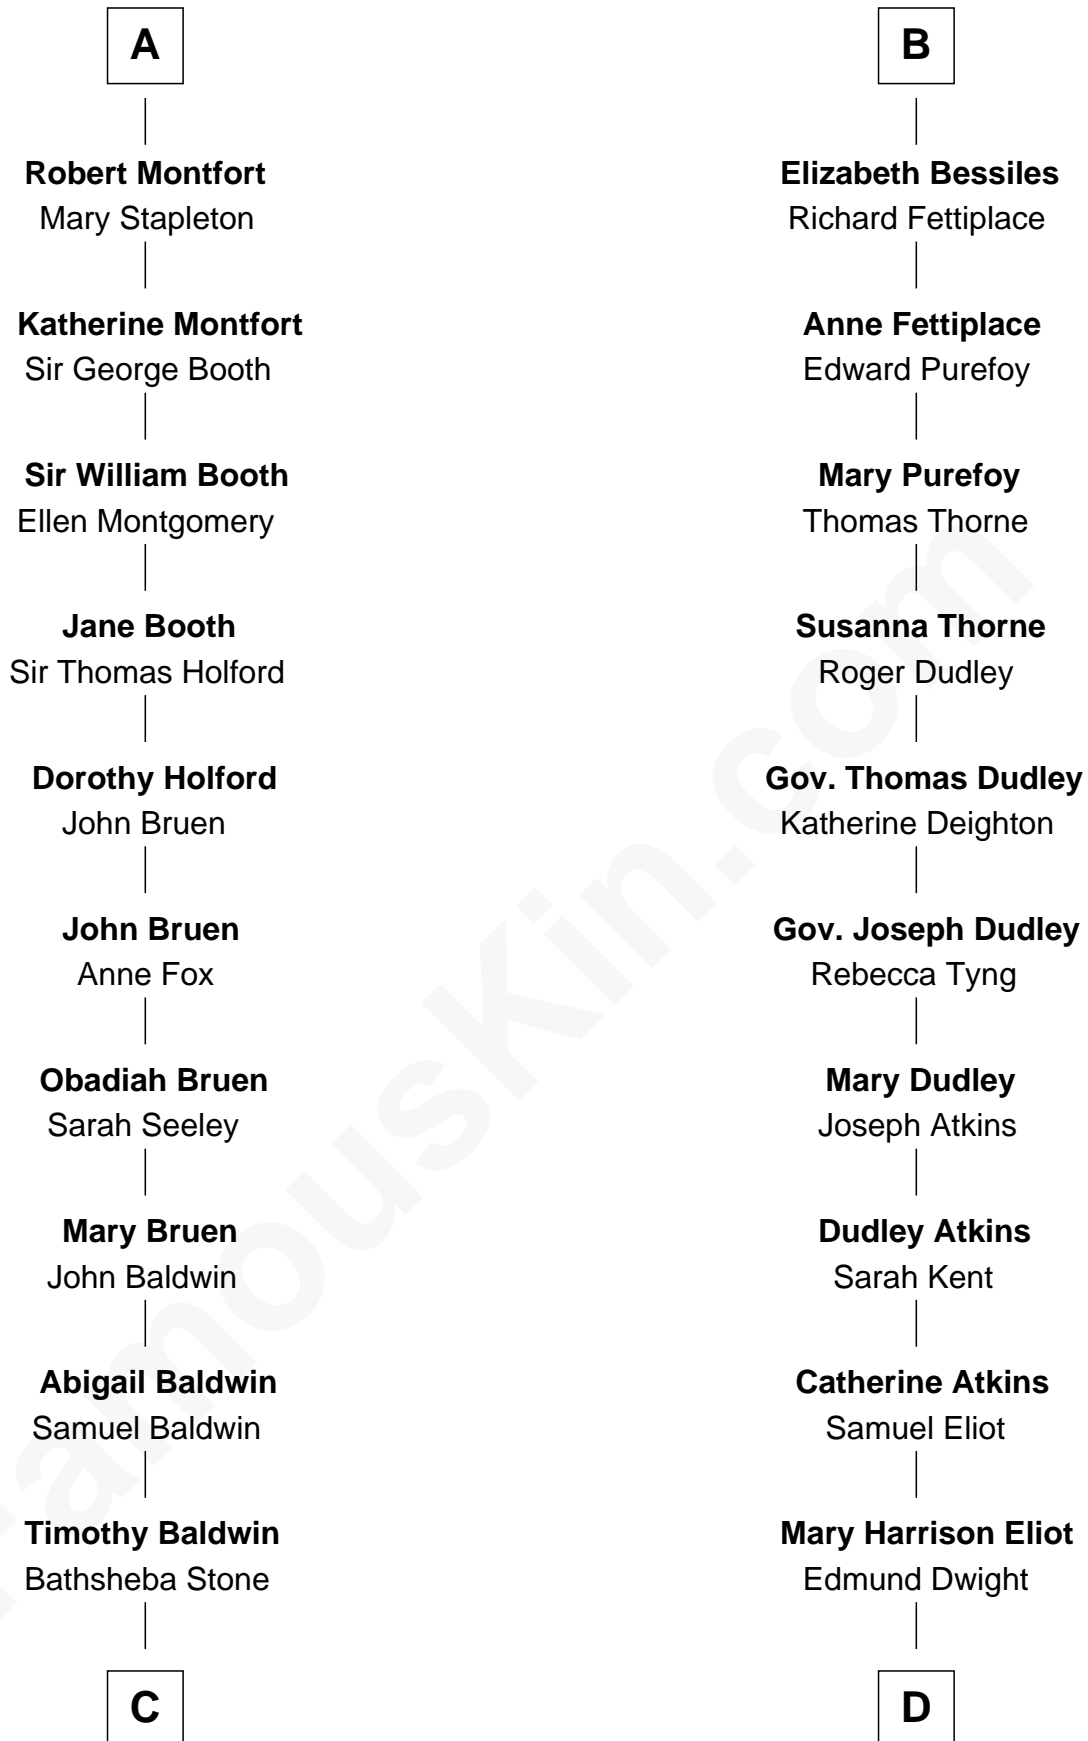 A
Robert Montfort
Mary Stapleton
Katherine Montfort
Sir George Booth
Sir William Booth
Ellen Montgomery
Jane Booth
Sir Thomas Holford
Dorothy Holford
John Bruen
John Bruen
Anne Fox
Obadiah Bruen
Sarah Seeley
Mary Bruen
John Baldwin
Abigail Baldwin
Samuel Baldwin
Timothy Baldwin
Bathsheba Stone
C
B
Elizabeth Bessiles
Richard Fettiplace
Anne Fettiplace
Edward Purefoy
Mary Purefoy
Thomas Thorne
Susanna Thorne
Roger Dudley
Gov. Thomas Dudley
Katherine Deighton
Gov. Joseph Dudley
Rebecca Tyng
Mary Dudley
Joseph Atkins
Dudley Atkins
Sarah Kent
Catherine Atkins
Samuel Eliot
Mary Harrison Eliot
Edmund Dwight
D
FamousKin.com